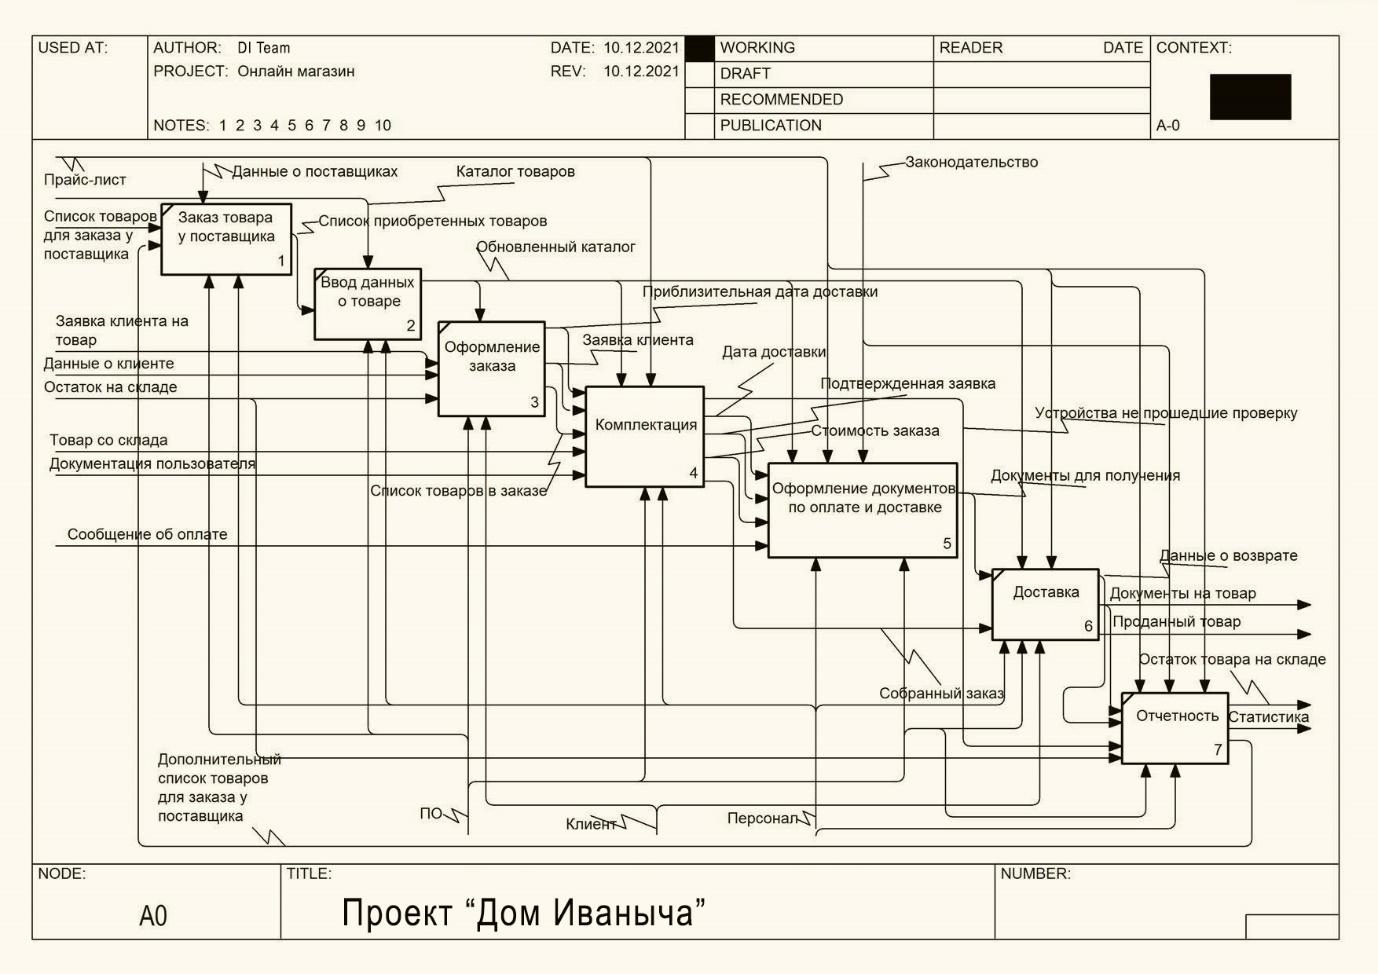 USED AT:
AUTHOR: DI Team
DATE: 10.12.2021
WORKING
READER
DATE
CONTEXT:
PROJECT: Онлайн магазин
REV: 10.12.2021
DRAFT
RECOMMENDED
NOTES: 1 2 3 4 5 6 7 8 9 10
PUBLICATION
A-0
Прайс-лист
Данные о поставщиках
Каталог товаров
Законодательство
Список товаров
для заказа у
поставщика
Заказ товара
у поставщика
1
Список приобретенных товаров
Обновленный каталог
Ввод данных
о товаре
2
Приблизительная дата доставки
Заявка клиента на
товар
Данные о клиенте
Остаток на складе
Оформление
заказа
3
Заявка клиента
Дата доставки
Подтвержденная заявка
Устройства не прошедшие проверку
Стоимость заказа
Товар со склада
Документация пользователя
Комплектация
4
Список товаров в заказе
Документы для получения
Оформление документов
по оплате и доставке
5
Сообщение об оплате
Данные о возврате
Доставка
6
Документы на товар
Проданный товар
Остаток товара на складе
Собранный заказ
Отчетность
7
Статистика
Дополнительный
список товаров
для заказа у
поставщика
ПО
Клиент
Персонал
NODE:
TITLE:
NUMBER:
A0
Проект “Дом Иваныча”